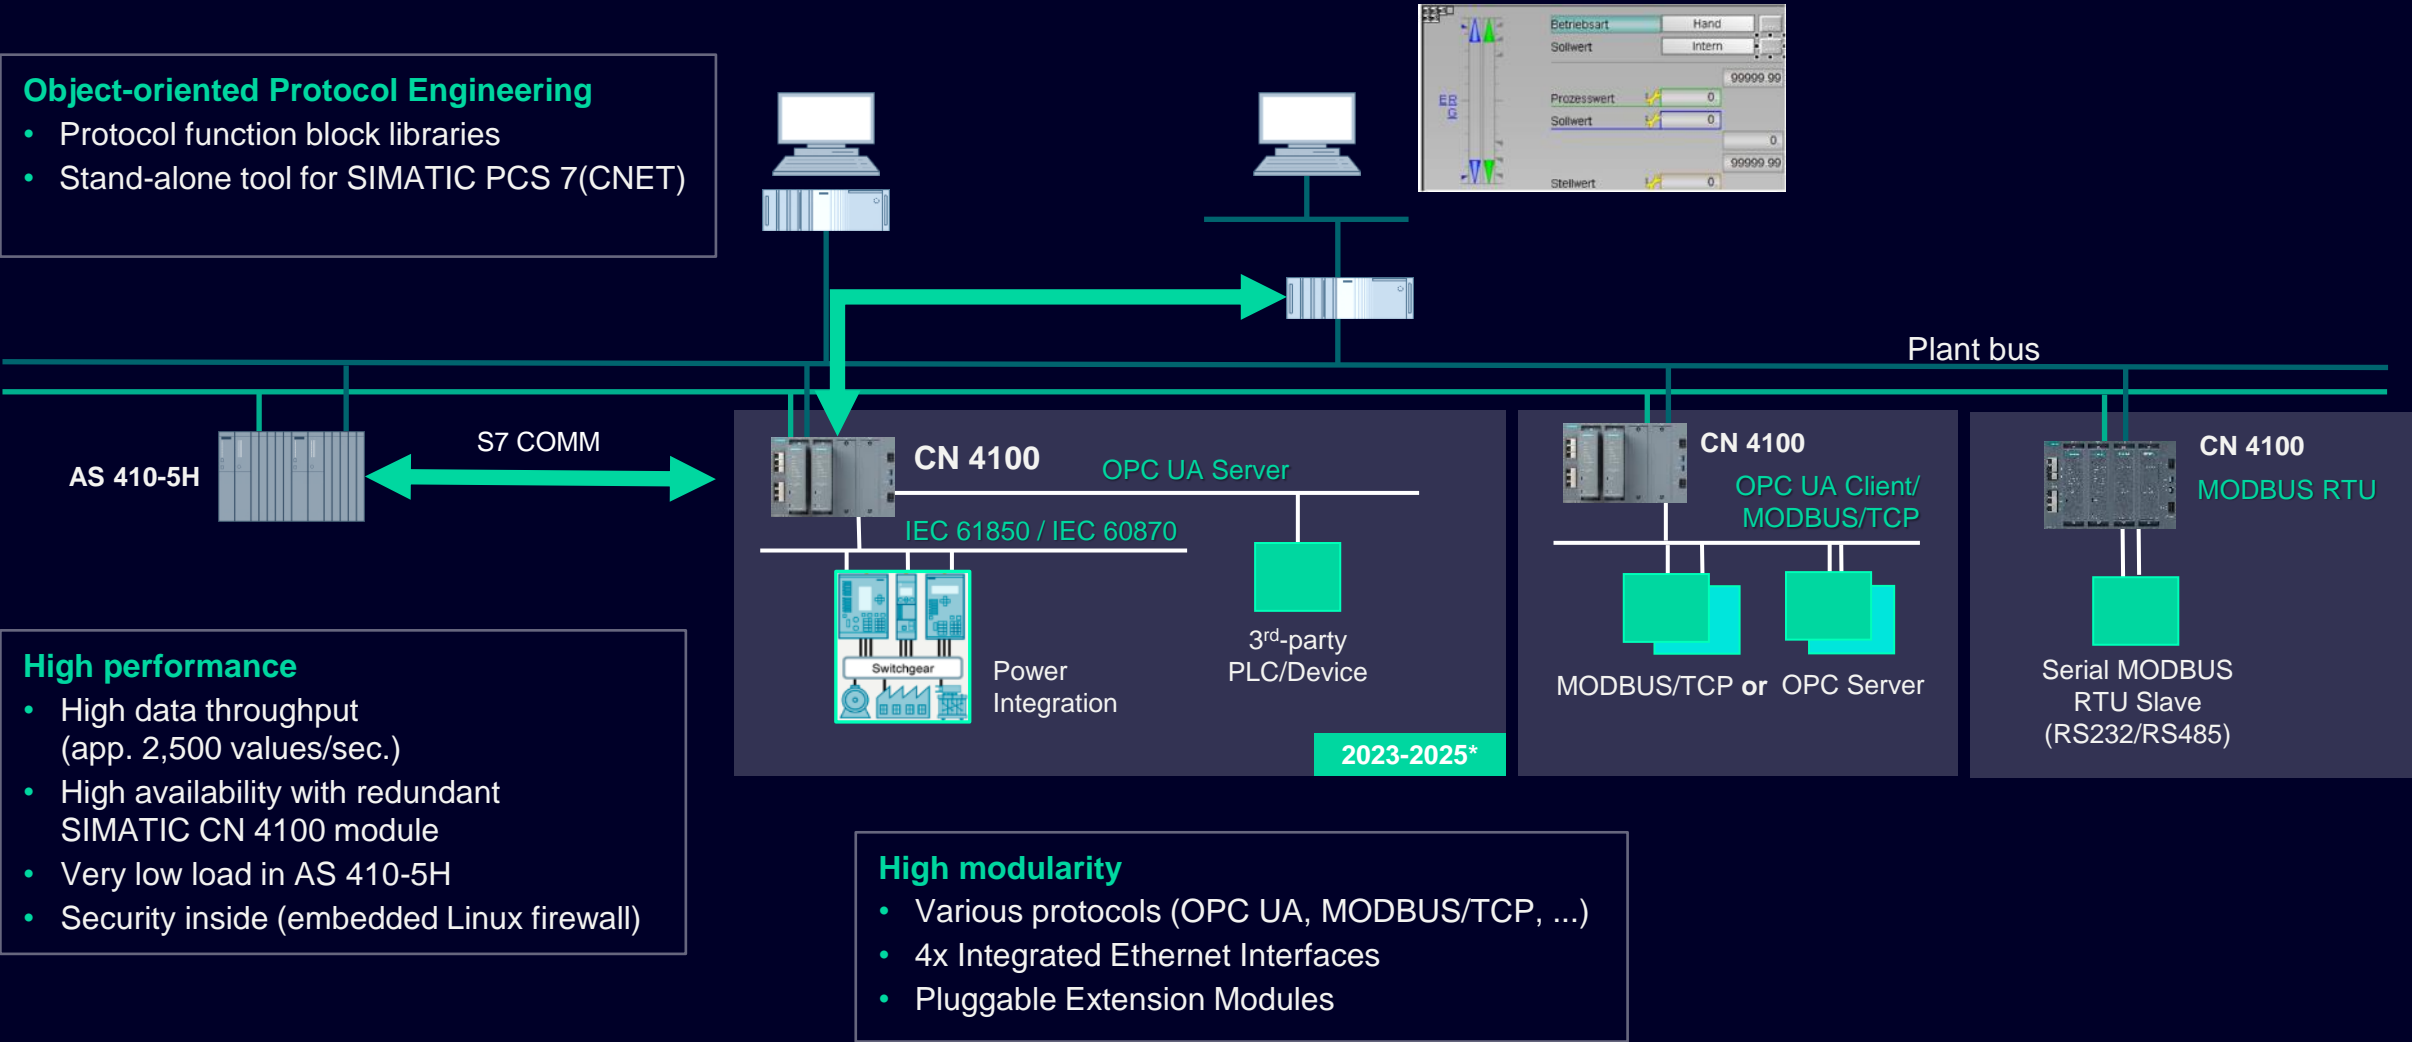 Object-oriented Protocol Engineering
• Protocol function block libraries
• Stand-alone tool for SIMATIC PCS 7(CNET)
Betriebsart Hand ...
Sollwert Intern
99999.99
Prozesswert 0.
Sollwert 0.
0.
99999.99
Stellwert 0.
Plant bus
AS 410-5H
S7 COMM
CN 4100
OPC UA Server
IEC 61850 / IEC 60870
Switchgear
Power
Integration
3rd-party
PLC/Device
2023-2025*
CN 4100
OPC UA Client/
MODBUS/TCP
MODBUS/TCP or OPC Server
CN 4100
MODBUS RTU
Serial MODBUS
RTU Slave
(RS232/RS485)
High performance
• High data throughput
(app. 2,500 values/sec.)
• High availability with redundant
SIMATIC CN 4100 module
• Very low load in AS 410-5H
• Security inside (embedded Linux firewall)
High modularity
• Various protocols (OPC UA, MODBUS/TCP, ...)
• 4x Integrated Ethernet Interfaces
• Pluggable Extension Modules